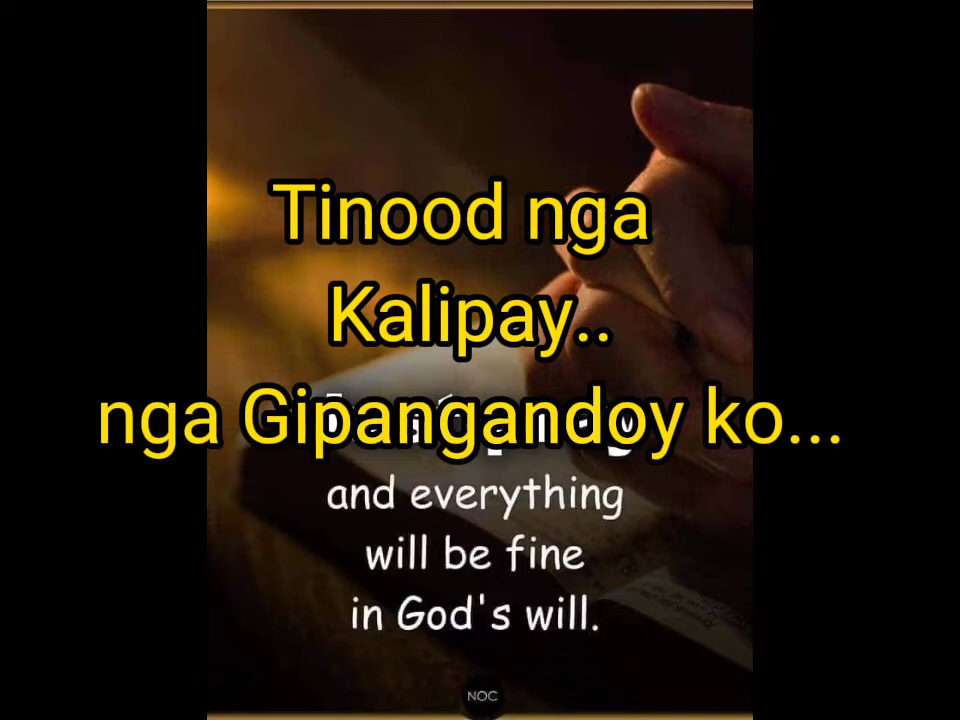 Tinood nga
Kalipay..
nga Gipangandoy ko...
and everything
will be fine
in God's will.
NOC